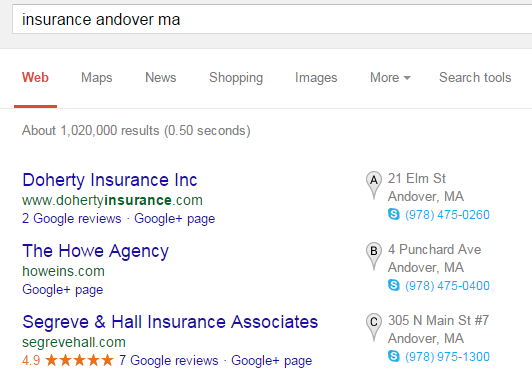 insurance andover ma
Web Maps News Shopping Images More Search tools
About 1,020,000 results (0.50 seconds)
Doherty Insurance Inc
www.dohertyinsurance.com
2 Google reviews · Google+ page
A 21 Elm St
Andover, MA
(978) 475-0260
The Howe Agency
howeins.com
Google+ page
B 4 Punchard Ave
Andover, MA
(978) 475-0400
Segreve & Hall Insurance Associates
segrevehall.com
4.9 ★★★★★ 7 Google reviews · Google+ page
C 305 N Main St #7
Andover, MA
(978) 975-1300